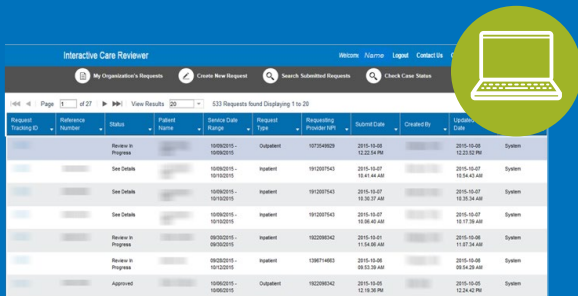 Interactive Care Reviewer
Welcom Name Logout Contact Us
My Organization's Requests Create New Request Search Submitted Requests Check Case Status
Page 1 of 27 View Results 20 533 Requests found Displaying 1 to 20
Request Tracking ID Reference Number Status Patient Name Service Date Range Request Type Requesting Provider NPI Submit Date Created By Updated Date
Review in Progress 10/09/2015 - 10/09/2015 Outpatient 1073549929 2015-10-08 12:22:54 PM 2015-10-08 12:23:52 PM System
See Details 10/09/2015 - 10/10/2015 Inpatient 1912007543 2015-10-07 10:41:44 AM 2015-10-07 10:54:43 AM System
See Details 10/09/2015 - 10/10/2015 Inpatient 1912007543 2015-10-07 10:30:37 AM 2015-10-07 10:35:34 AM System
See Details 10/09/2015 - 10/10/2015 Inpatient 1912007543 2015-10-07 10:06:40 AM 2015-10-07 10:17:39 AM System
Review in Progress 09/30/2015 - 09/30/2015 Inpatient 1922098342 2015-10-01 11:54:00 AM 2015-10-08 11:07:34 AM System
Review in Progress 09/28/2015 - 10/12/2015 Inpatient 1396714663 2015-10-06 09:33:39 AM 2015-10-08 09:54:28 AM System
Approved 10/06/2015 - 10/06/2015 Outpatient 1922098342 2015-10-05 12:19:36 PM 2015-10-05 12:24:42 PM System